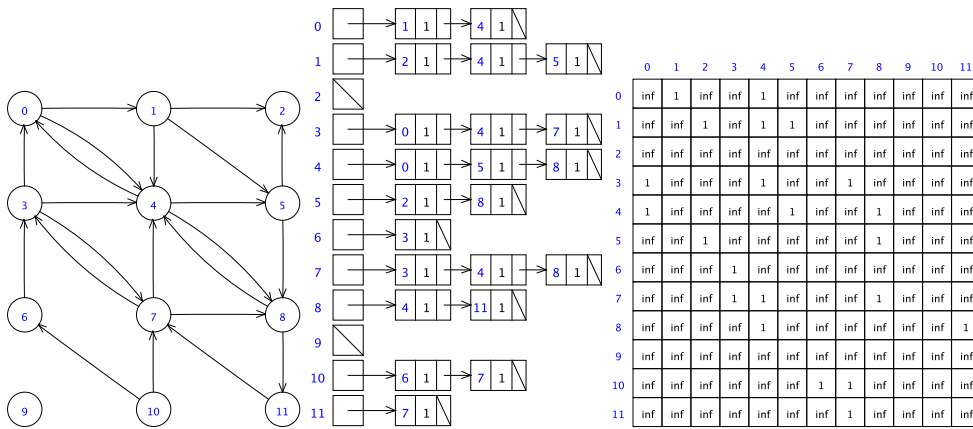 0 1 2
3 4 5
6 7 8
9 10 11
0 1 1 4 1
1 2 1 4 1 5 1
2
3 0 1 4 1 7 1
4 0 1 5 1 8 1
5 2 1 8 1
6 3 1
7 3 1 4 1 8 1
8 4 1 11 1
9
10 6 1 7 1
11 7 1
0 1 2 3 4 5 6 7 8 9 10 11
0 inf 1 inf inf 1 inf inf inf inf inf inf inf
1 inf inf 1 inf 1 1 inf inf inf inf inf inf
2 inf inf inf inf inf inf inf inf inf inf inf inf
3 1 inf inf inf 1 inf inf 1 inf inf inf inf
4 1 inf inf inf inf 1 inf inf 1 inf inf inf
5 inf inf 1 inf inf inf inf inf 1 inf inf inf
6 inf inf inf 1 inf inf inf inf inf inf inf inf
7 inf inf inf 1 1 inf inf inf 1 inf inf inf
8 inf inf inf inf 1 inf inf inf inf inf inf 1
9 inf inf inf inf inf inf inf inf inf inf inf inf
10 inf inf inf inf inf inf 1 1 inf inf inf inf
11 inf inf inf inf inf inf inf 1 inf inf inf inf